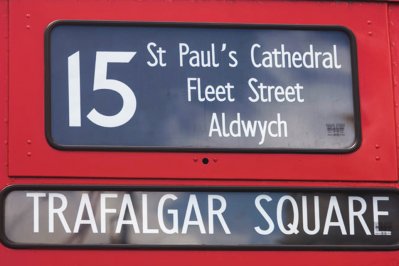 15
St Paul's Cathedral
Fleet Street
Aldwych
TRAFALGAR SQUARE